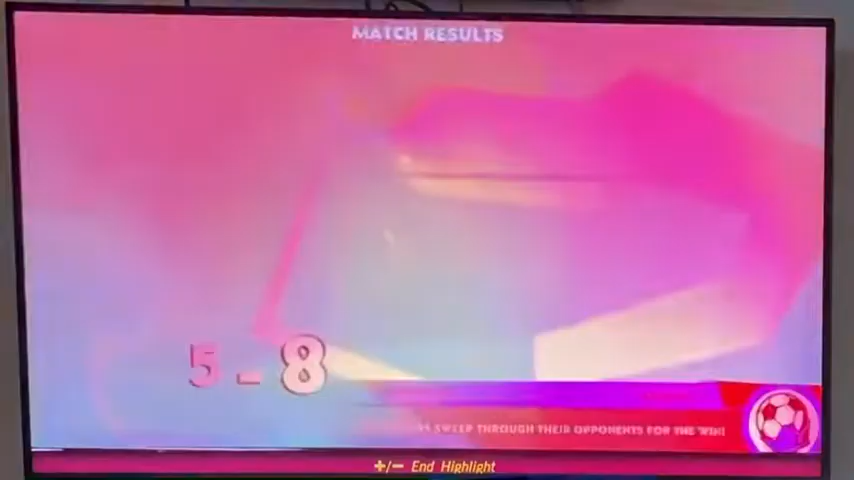 MATCH RESULTS
5 - 8
SWEEP THROUGH THEIR OPPONENTS FOR THE WIN!
+/- End Highlight